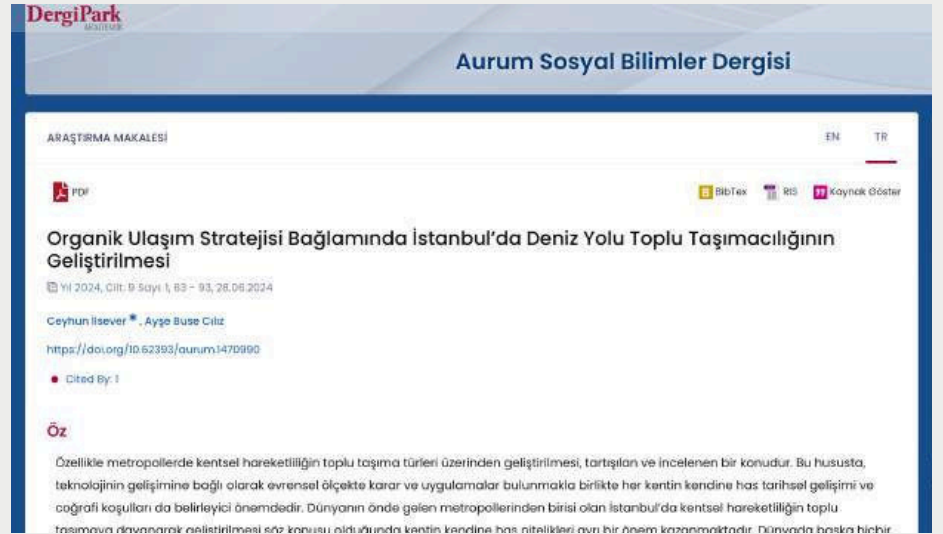 DergiPark
AKADEMİK
Aurum Sosyal Bilimler Dergisi
ARAŞTIRMA MAKALESİ
EN TR
PDF
BibTex RIS Kaynak Göster
Organik Ulaşım Stratejisi Bağlamında İstanbul'da Deniz Yolu Toplu Taşımacılığının
Geliştirilmesi
Yıl 2024, Cilt: 9 Sayı: 1, 63 - 93, 28.06.2024
Ceyhun İlsever * , Ayşe Buse Cılız
https://doi.org/10.62393/aurum.1470990
Cited By: 1
Öz
Özellikle metropollerde kentsel hareketliliğin toplu taşıma türleri üzerinden geliştirilmesi, tartışılan ve incelenen bir konudur. Bu hususta,
teknolojinin gelişimine bağlı olarak evrensel ölçekte karar ve uygulamalar bulunmakla birlikte her kentin kendine has tarihsel gelişimi ve
coğrafi koşulları da belirleyici önemdedir. Dünyanın önde gelen metropollerinden birisi olan İstanbul'da kentsel hareketliliğin toplu
taşımaya dayanarak geliştirilmesi söz konusu olduğunda kentin kendine has nitelikleri ayrı bir önem kazanmaktadır. Dünyada başka hiçbir